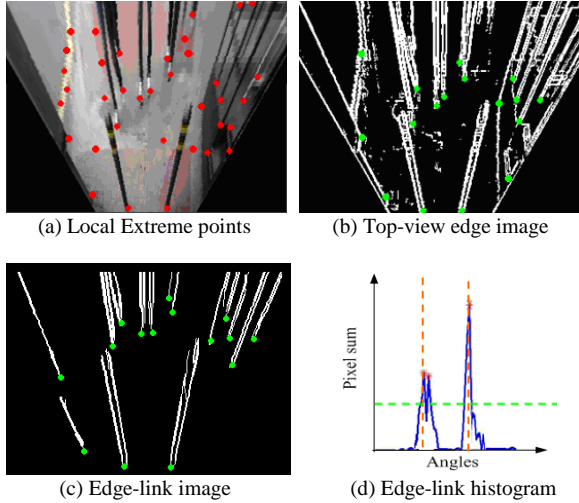 (a) Local Extreme points
(b) Top-view edge image
(c) Edge-link image
Pixel sum
Angles
(d) Edge-link histogram